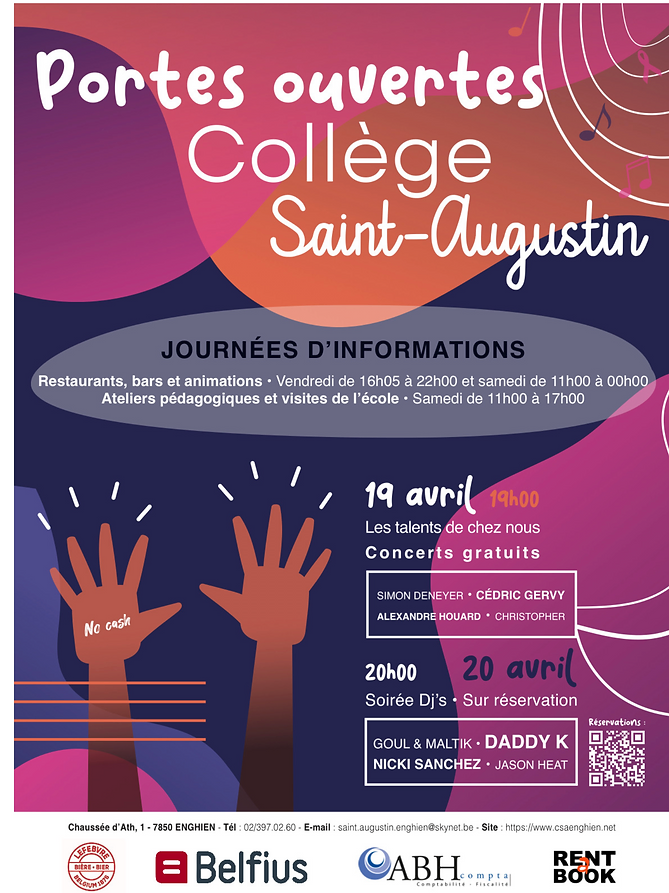 Portes ouvertes
Collège
Saint-Augustin
JOURNÉES D'INFORMATIONS
Restaurants, bars et animations • Vendredi de 16h05 à 22h00 et samedi de 11h00 à 00h00
Ateliers pédagogiques et visites de l'école • Samedi de 11h00 à 17h00
19 avril 19h00
Les talents de chez nous
Concerts gratuits
SIMON DENEYER • CÉDRIC GERVY
ALEXANDRE HOUARD • CHRISTOPHER
No cash
20h00 20 avril
Soirée Dj's • Sur réservation
Réservations :
GOUL & MALTIK • DADDY K
NICKI SANCHEZ • JASON HEAT
Chaussée d'Ath, 1 - 7850 ENGHIEN - Tél : 02/397.02.60 - E-mail : saint.augustin.enghien@skynet.be - Site : https://www.csaenghien.net
LEFEBVRE
BIÈRE • BIER
BELGIUM 1876
Belfius
ABH compta
Comptabilité - Fiscalité
RENT
a
BOOK